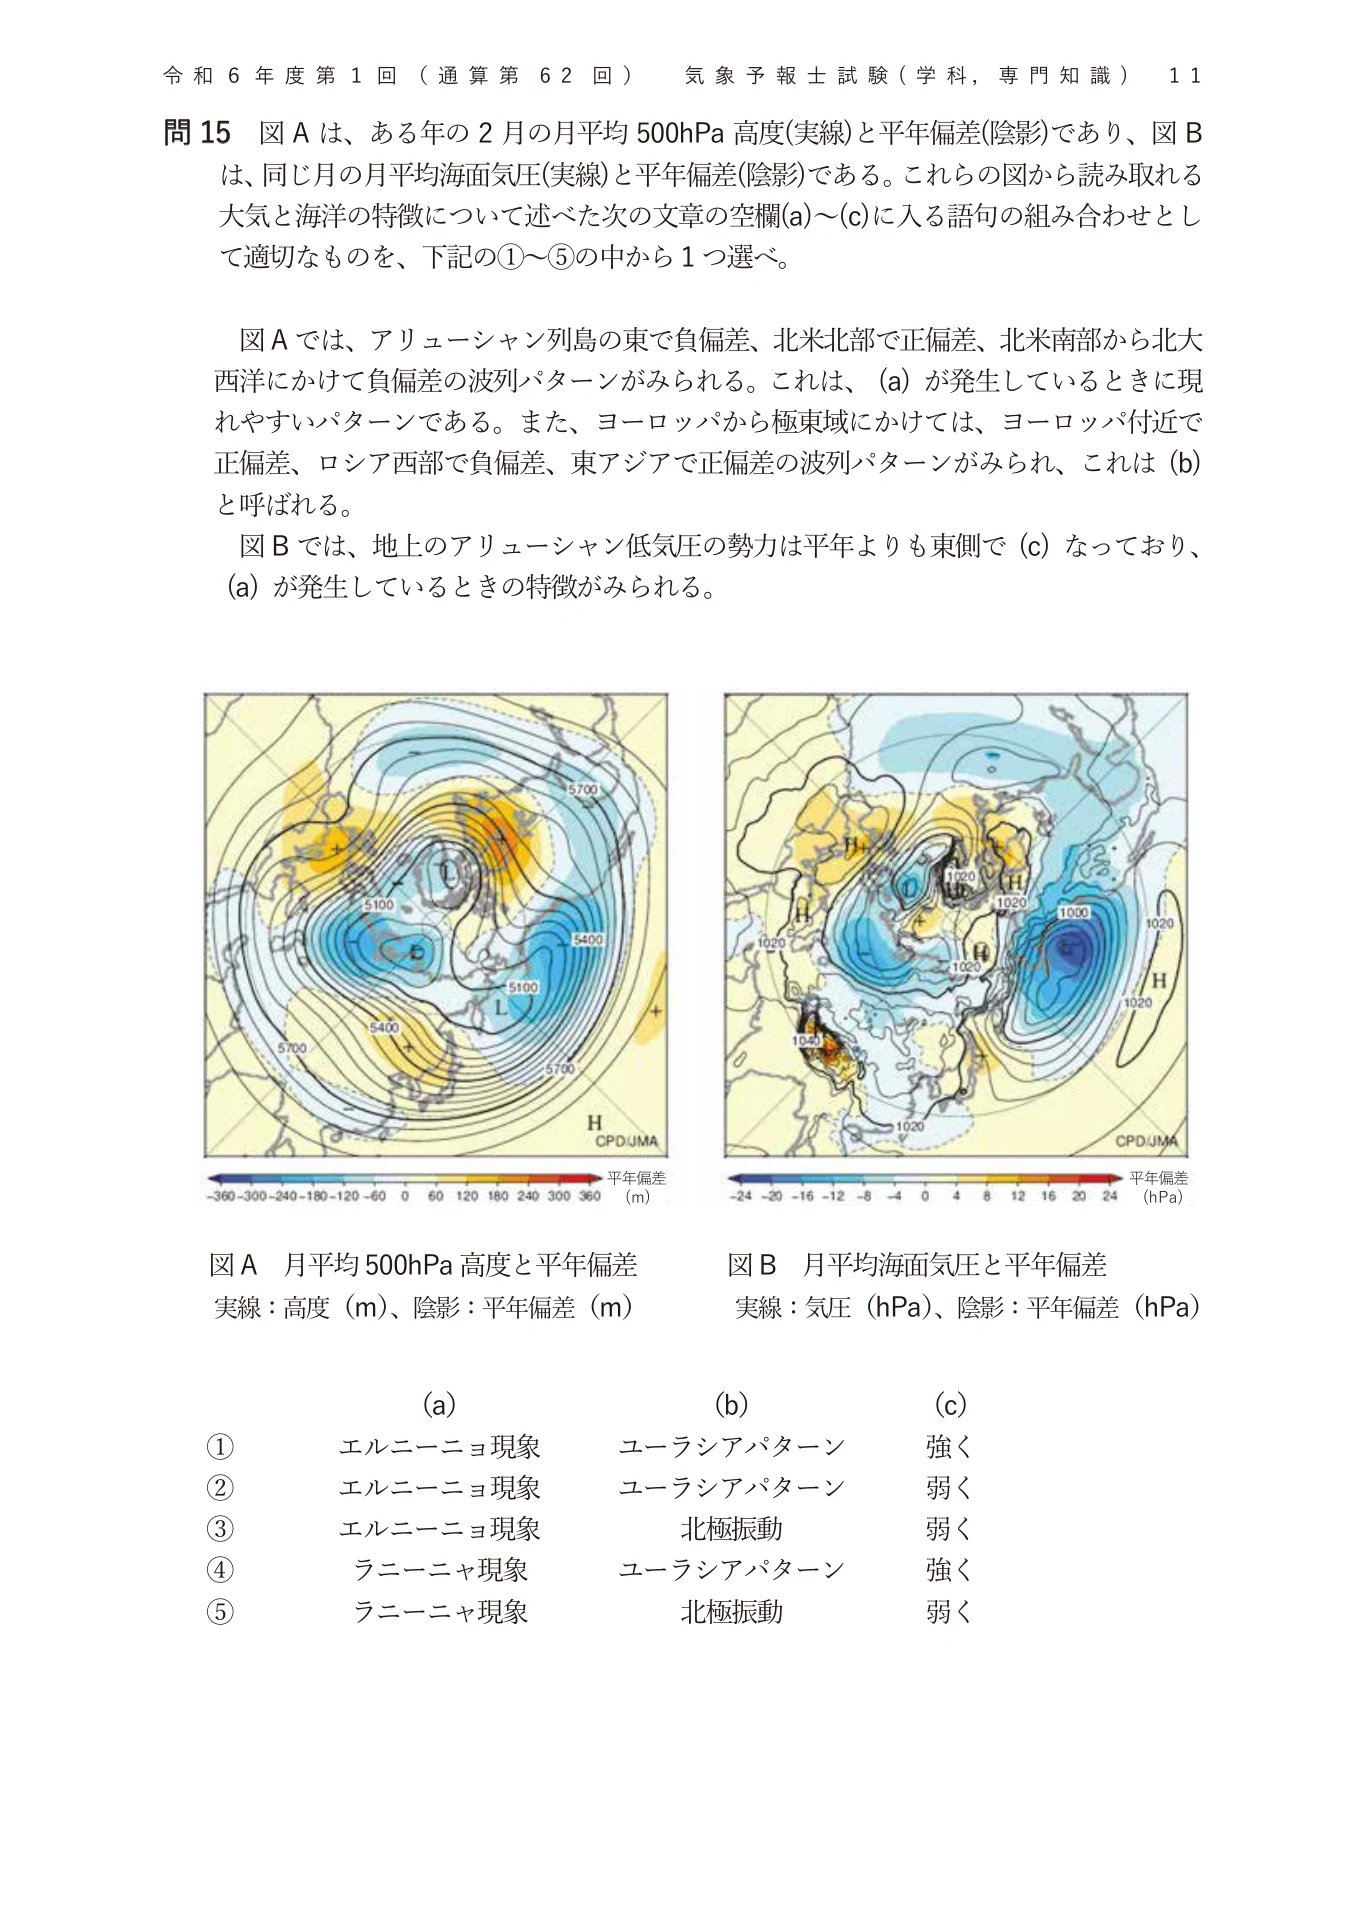 令和6年度第1回（通算第 62 回） 気象予報士試験(学科,専門知識) 11
問 15 図 A は、ある年の 2 月の月平均 500hPa 高度(実線)と平年偏差(陰影)であり、図 B
は、同じ月の月平均海面気圧(実線)と平年偏差(陰影)である。これらの図から読み取れる
大気と海洋の特徴について述べた次の文章の空欄(a)～(c)に入る語句の組み合わせとし
て適切なものを、下記の①～⑤の中から 1 つ選べ。
図 A では、アリューシャン列島の東で負偏差、北米北部で正偏差、北米南部から北大
西洋にかけて負偏差の波列パターンがみられる。これは、(a) が発生しているときに現
れやすいパターンである。また、ヨーロッパから極東域にかけては、ヨーロッパ付近で
正偏差、ロシア西部で負偏差、東アジアで正偏差の波列パターンがみられ、これは (b)
と呼ばれる。
図 B では、地上のアリューシャン低気圧の勢力は平年よりも東側で (c) なっており、
(a) が発生しているときの特徴がみられる。
5700
5100
5400
5100
5400
5700
5700
L
L
H
CPD/JMA
-360 -300 -240 -180 -120 -60 0 60 120 180 240 300 360
平年偏差
(m)
1020
1020
1000
1020
1020
1020
1020
1040
1020
H
H
H
H
H
CPD/JMA
-24 -20 -16 -12 -8 -4 0 4 8 12 16 20 24
平年偏差
(hPa)
図 A 月平均 500hPa 高度と平年偏差
実線：高度（m）、陰影：平年偏差（m）
図 B 月平均海面気圧と平年偏差
実線：気圧（hPa）、陰影：平年偏差（hPa）
(a) (b) (c)
① エルニーニョ現象 ユーラシアパターン 強く
② エルニーニョ現象 ユーラシアパターン 弱く
③ エルニーニョ現象 北極振動 弱く
④ ラニーニャ現象 ユーラシアパターン 強く
⑤ ラニーニャ現象 北極振動 弱く